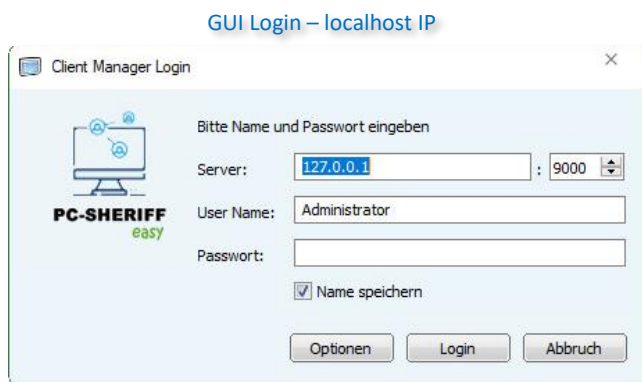 GUI Login – localhost IP
Client Manager Login
Bitte Name und Passwort eingeben
Server: 127.0.0.1 : 9000
PC-SHERIFF
easy
User Name: Administrator
Passwort:
Name speichern
Optionen Login Abbruch